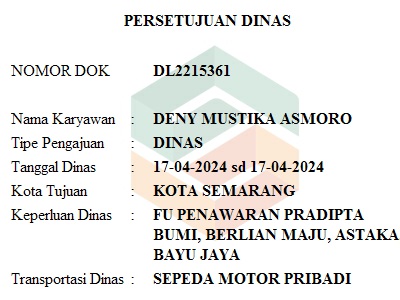 PERSETUJUAN DINAS
NOMOR DOK DL2215361
Nama Karyawan : DENY MUSTIKA ASMORO
Tipe Pengajuan : DINAS
Tanggal Dinas : 17-04-2024 sd 17-04-2024
Kota Tujuan : KOTA SEMARANG
Keperluan Dinas : FU PENAWARAN PRADIPTA
BUMI, BERLIAN MAJU, ASTAKA
BAYU JAYA
Transportasi Dinas : SEPEDA MOTOR PRIBADI